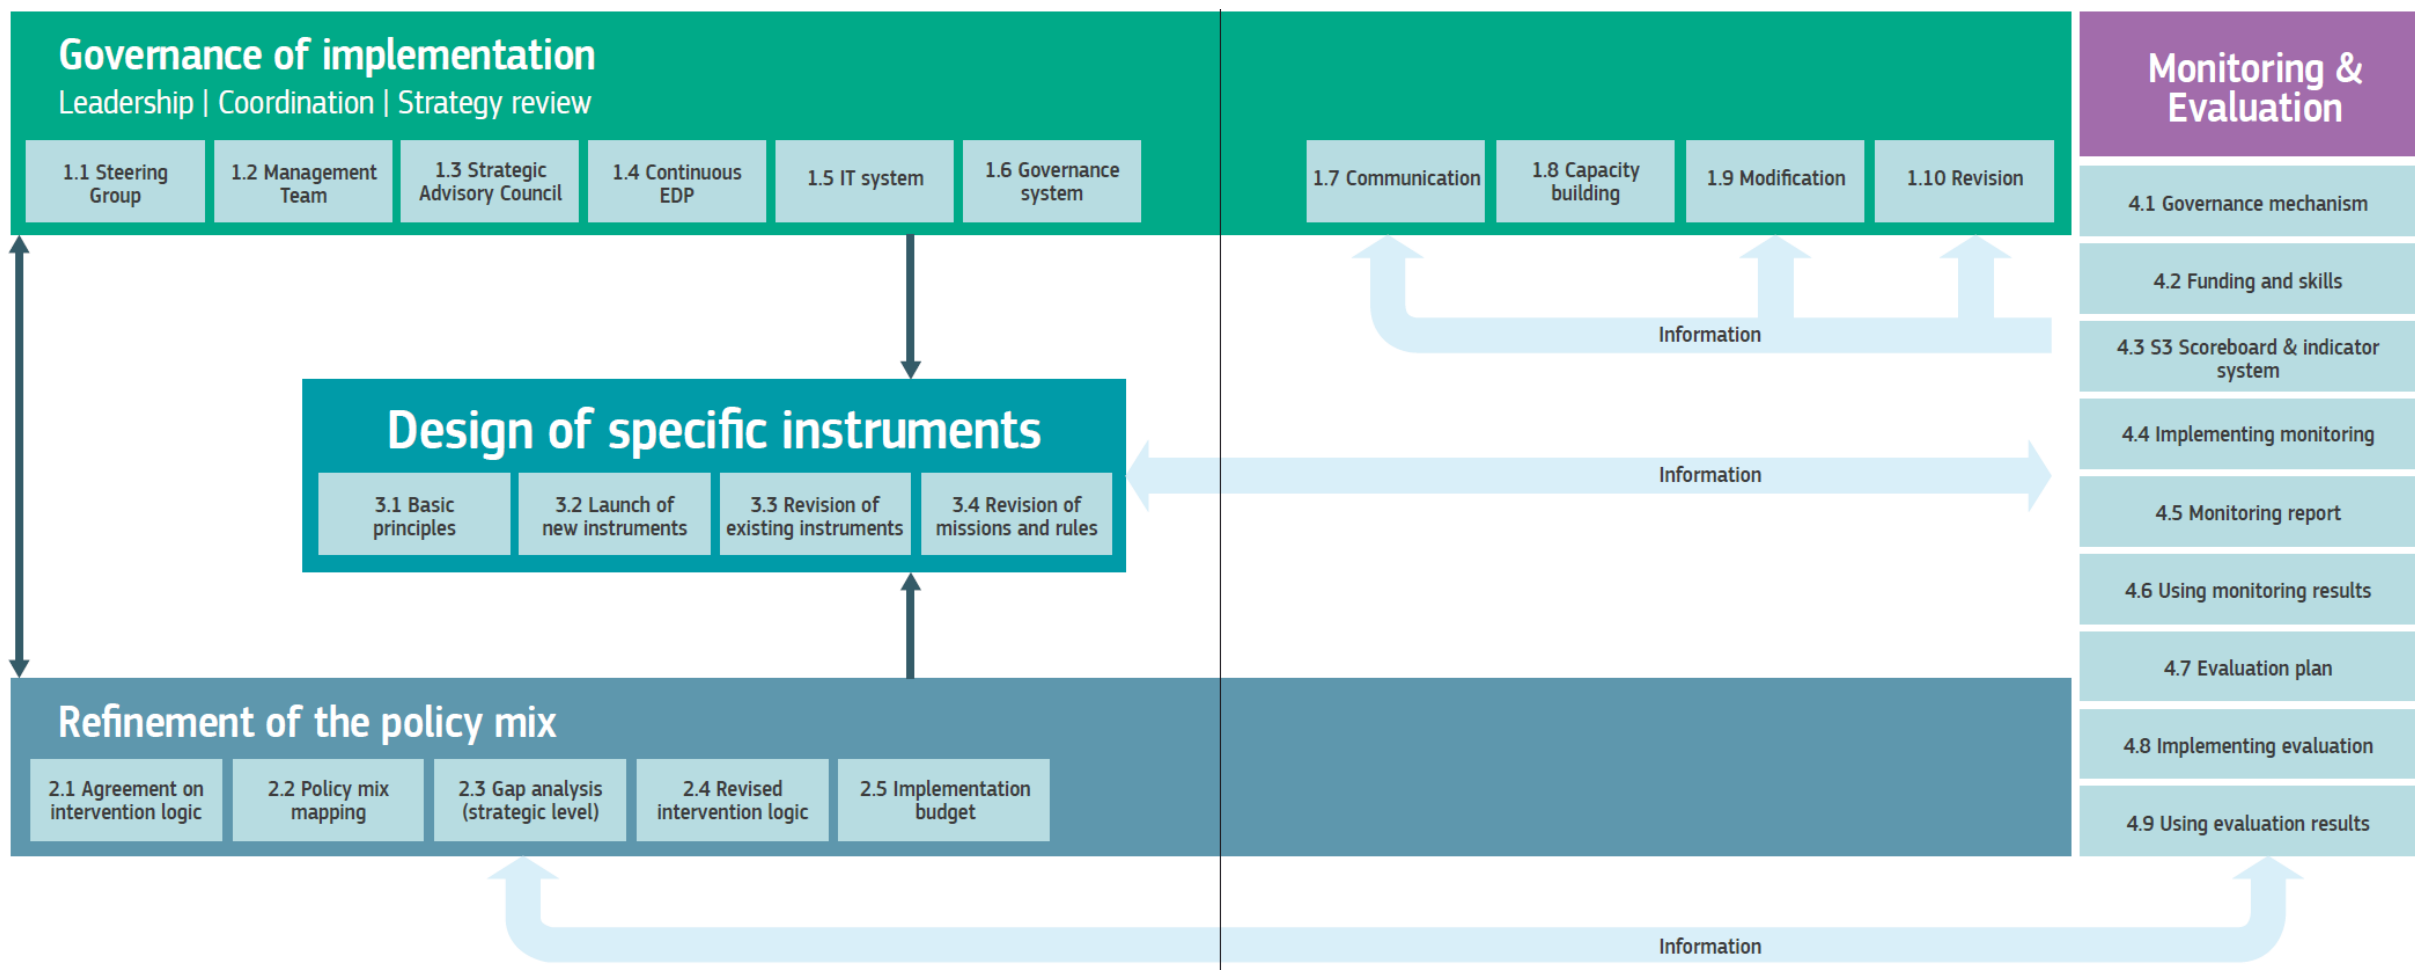 Governance of implementation
Leadership | Coordination | Strategy review
1.1 Steering
Group
1.2 Management
Team
1.3 Strategic
Advisory Council
1.4 Continuous
EDP
1.5 IT system
1.6 Governance
system
1.7 Communication
1.8 Capacity
building
1.9 Modification
1.10 Revision
Information
Design of specific instruments
3.1 Basic
principles
3.2 Launch of
new instruments
3.3 Revision of
existing instruments
3.4 Revision of
missions and rules
Information
Refinement of the policy mix
2.1 Agreement on
intervention logic
2.2 Policy mix
mapping
2.3 Gap analysis
(strategic level)
2.4 Revised
intervention logic
2.5 Implementation
budget
Information
Monitoring &
Evaluation
4.1 Governance mechanism
4.2 Funding and skills
4.3 S3 Scoreboard & indicator
system
4.4 Implementing monitoring
4.5 Monitoring report
4.6 Using monitoring results
4.7 Evaluation plan
4.8 Implementing evaluation
4.9 Using evaluation results